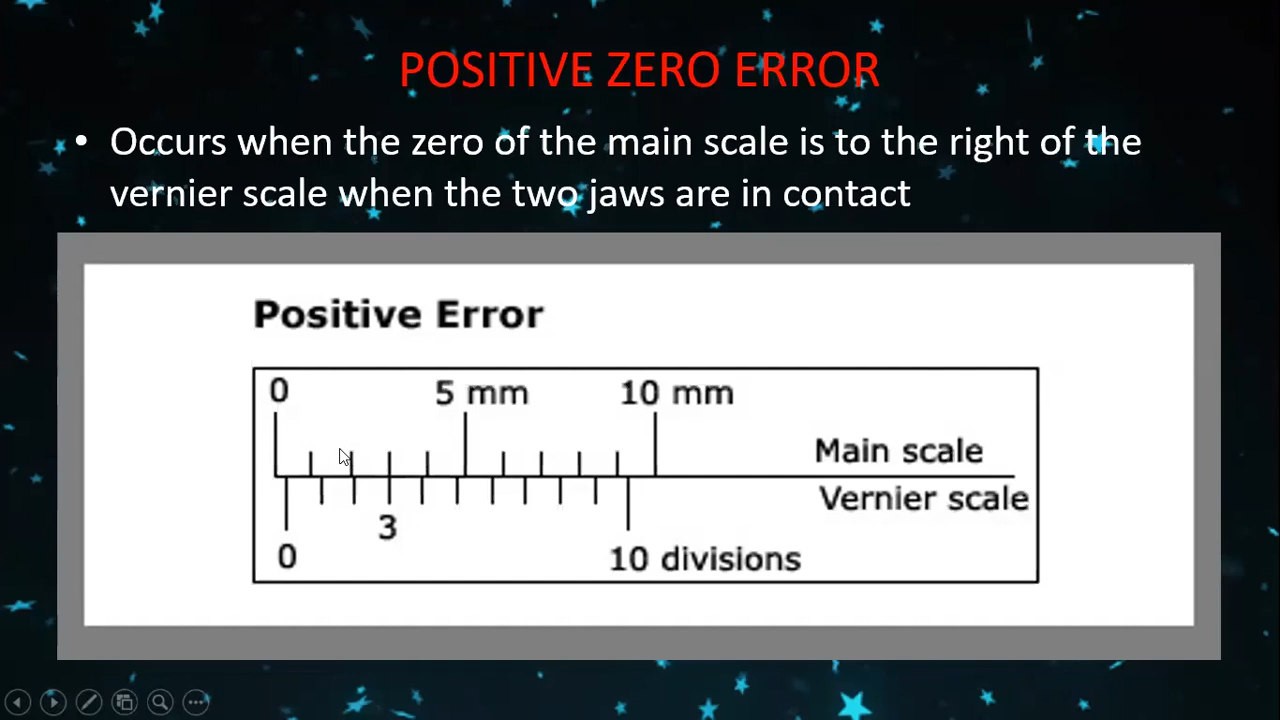 POSITIVE ZERO ERROR
• Occurs when the zero of the main scale is to the right of the
vernier scale when the two jaws are in contact
Positive Error
0 5 mm 10 mm
Main scale
Vernier scale
3
0 10 divisions